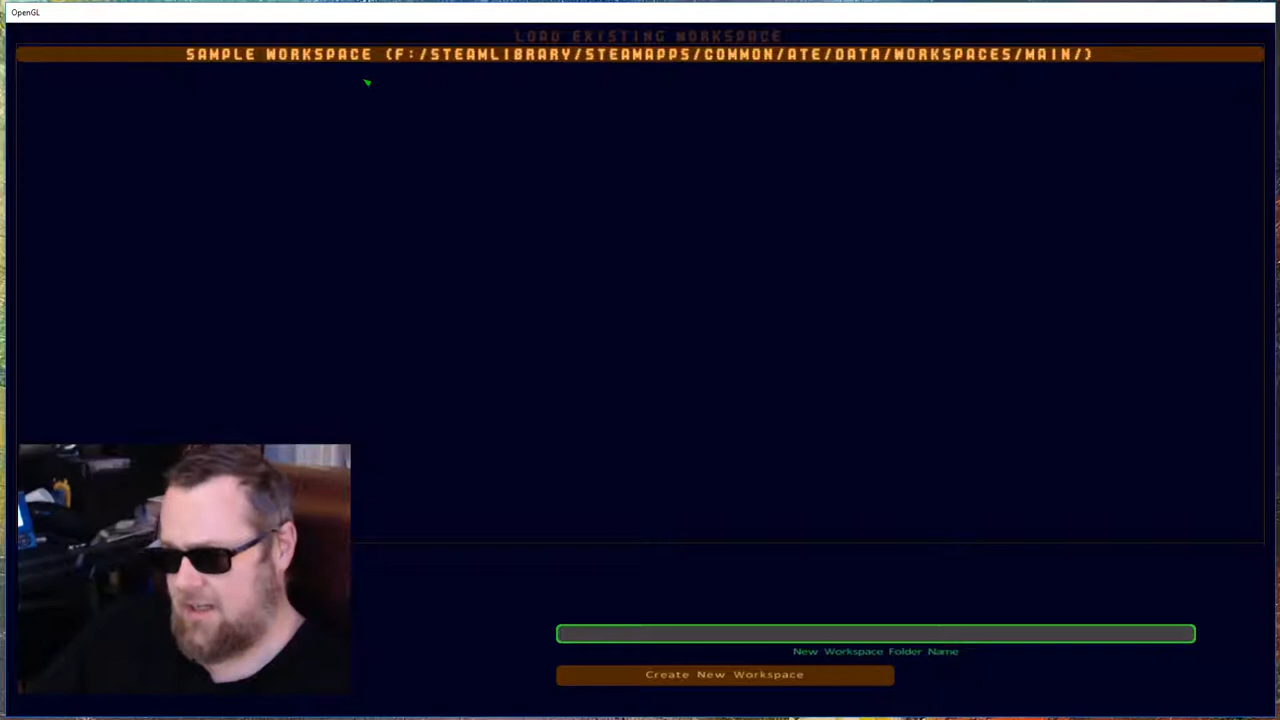 OpenGL
LOAD EXISTING WORKSPACE
SAMPLE WORKSPACE (F:/STEAMLIBRARY/STEAMAPPS/COMMON/ATE/DATA/WORKSPACES/MAIN/)
New Workspace Folder Name
Create New Workspace